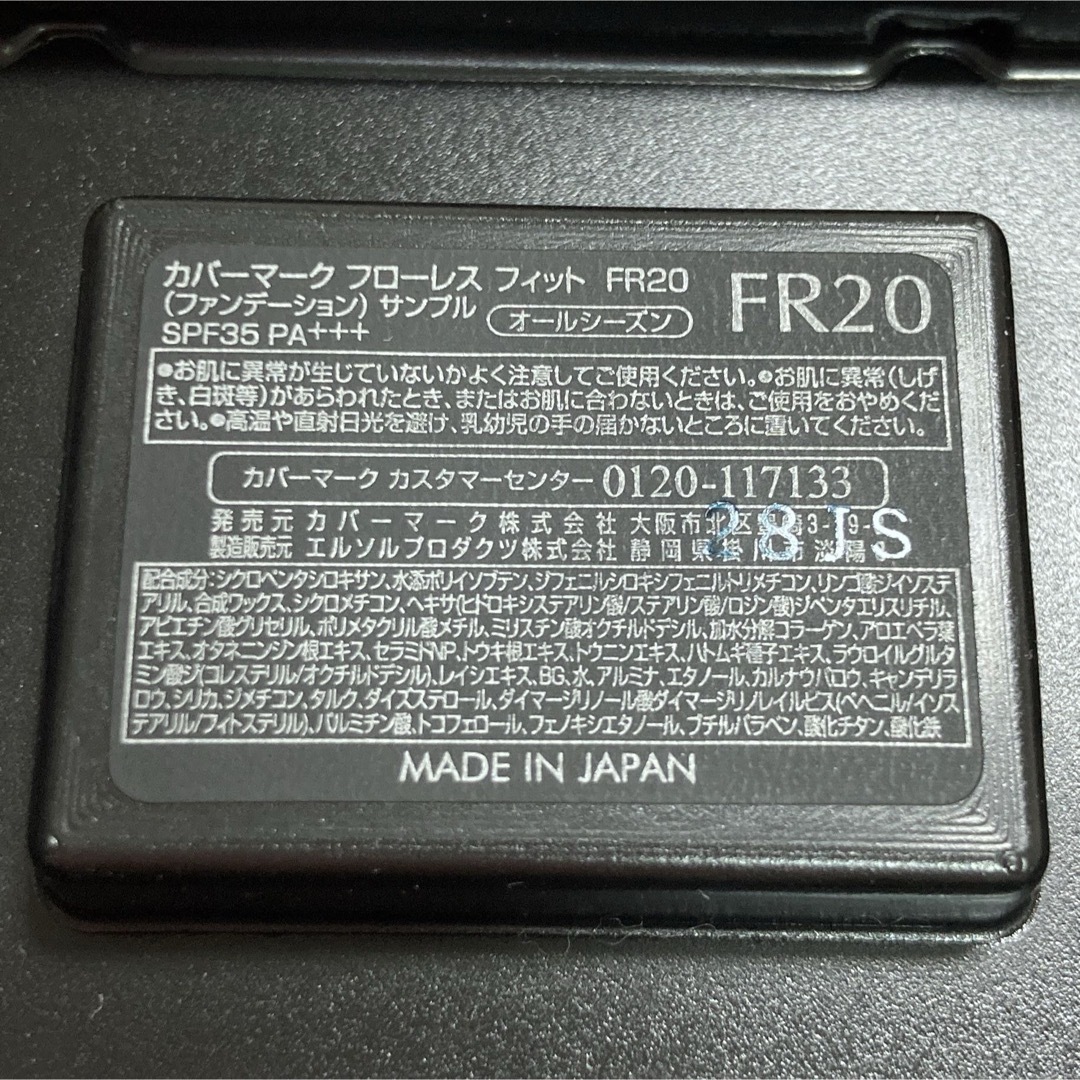 カバーマーク フローレス フィット FR20
(ファンデーション) サンプル
SPF35 PA+++
オールシーズン
FR20
●お肌に異常が生じていないかよく注意してご使用ください。●お肌に異常(しげ
き、白斑等)があらわれたとき、またはお肌に合わないときは、ご使用をおやめくだ
さい。●高温や直射日光を避け、乳幼児の手の届かないところに置いてください。
カバーマーク カスタマーセンター 0120-117133
発売元 カバーマーク株式会社 大阪市北区
製造販売元 エルソルプロダクツ株式会社 静岡県掛川市
28JS
配合成分:シクロペンタシロキサン、水添ポリイソブテン、ジフェニルシロキシフェニルトリメチコン、リンゴ酸ジイソステ
アリル、合成ワックス、シクロメチコン、ヘキサ(ヒドロキシステアリン酸/ステアリン酸/ロジン酸)ジペンタエリスリチル、
アビエチン酸グリセリル、ポリメタクリル酸メチル、ミリスチン酸オクチルドデシル、加水分解コラーゲン、アロエベラ葉
エキス、オタネニンジン根エキス、セラミドNP、トウキ根エキス、トウニンエキス、ハトムギ種子エキス、ラウロイルグルタ
ミン酸ジ(コレステリル/オクチルドデシル)、レイシエキス、BG、水、アルミナ、エタノール、カルナウバロウ、キャンデリラ
ロウ、シリカ、ジメチコン、タルク、ダイズステロール、ダイマージリノール酸ダイマージリノレイルビス(ベヘニル/イソス
テアリル/フィトステリル)、パルミチン酸、トコフェロール、フェノキシエタノール、ブチルパラベン、酸化チタン、酸化鉄
MADE IN JAPAN